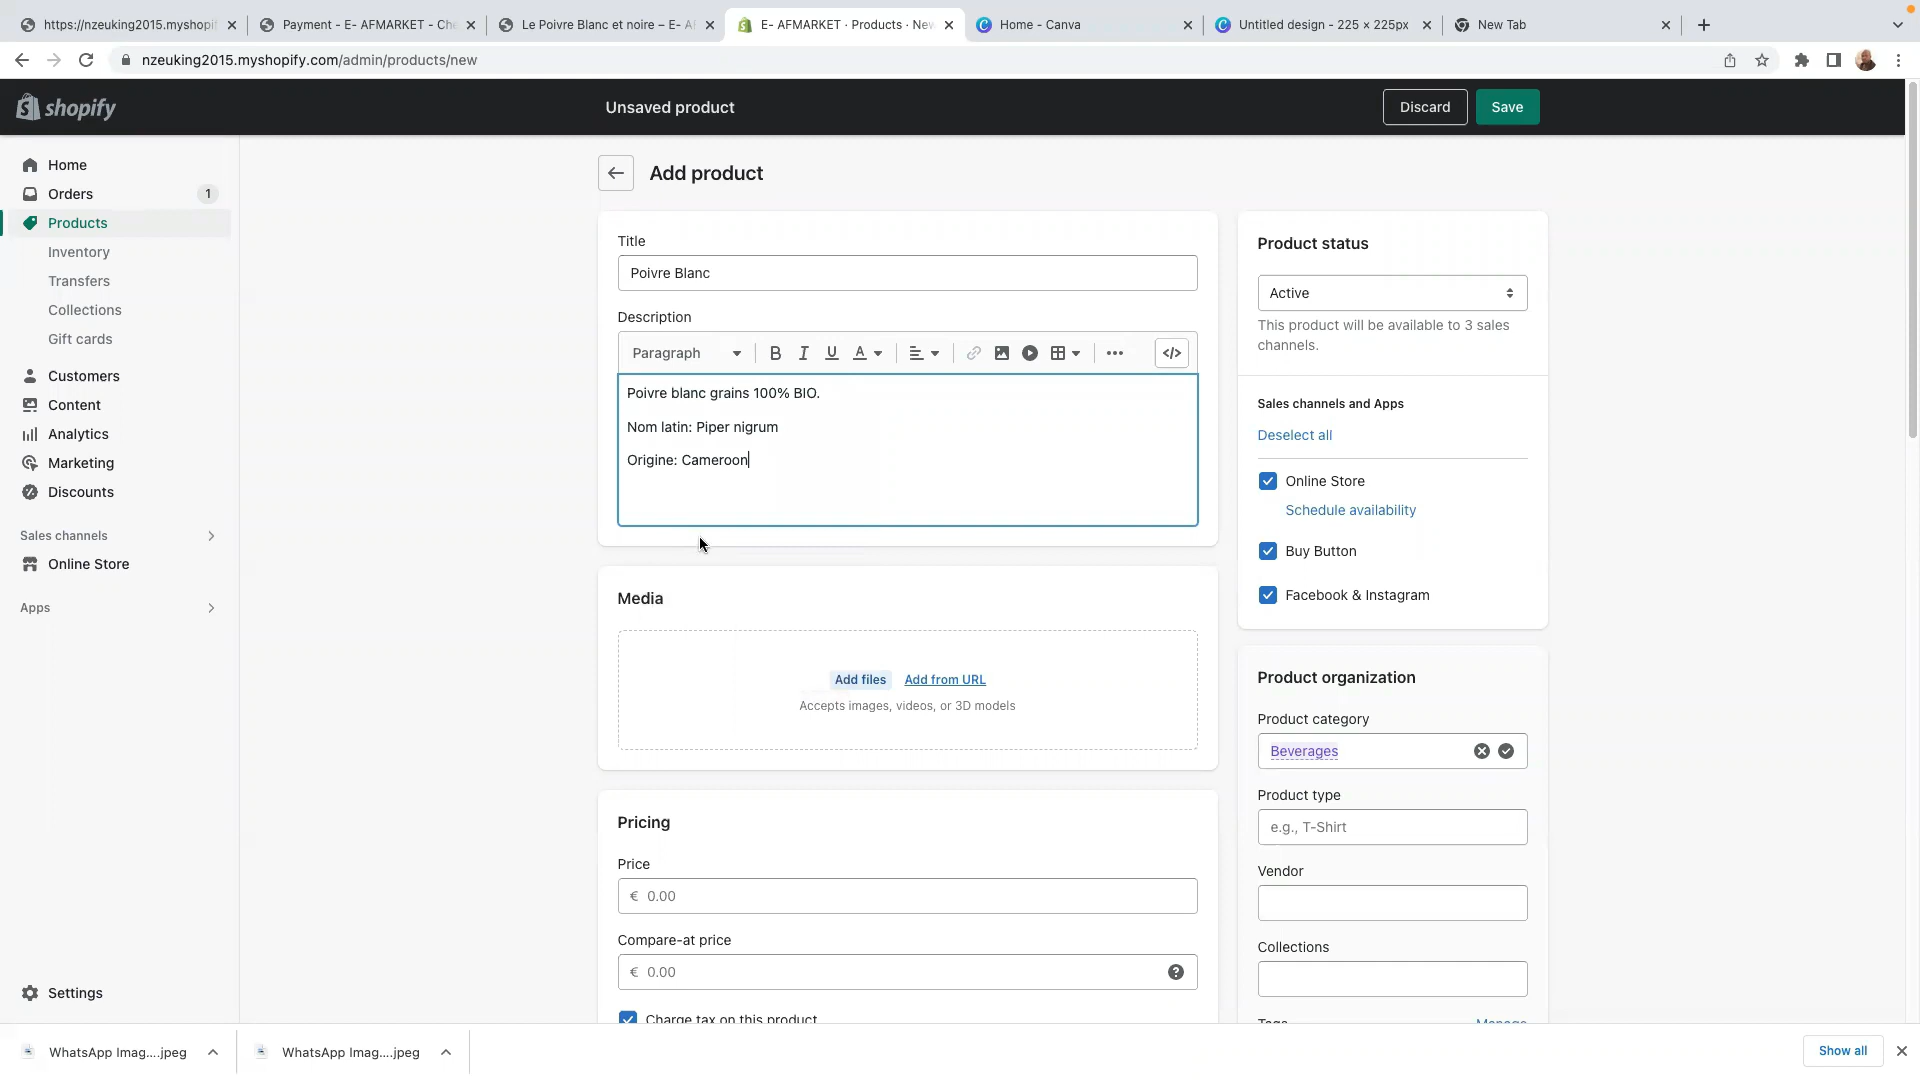 https://nzeuking2015.myshopif
Payment - E- AFMARKET - Che
Le Poivre Blanc et noire – E- AF
E- AFMARKET · Products · New
Home - Canva
Untitled design - 225 × 225px
New Tab
nzeuking2015.myshopify.com/admin/products/new
shopify
Unsaved product
Discard
Save
Home
Orders
1
Products
Inventory
Transfers
Collections
Gift cards
Customers
Content
Analytics
Marketing
Discounts
Sales channels
Online Store
Apps
Settings
Add product
Title
Poivre Blanc
Description
Paragraph
B I U A
</>
Poivre blanc grains 100% BIO.
Nom latin: Piper nigrum
Origine: Cameroon
Media
Add files Add from URL
Accepts images, videos, or 3D models
Pricing
Price
€ 0.00
Compare-at price
€ 0.00
Charge tax on this product
Product status
Active
This product will be available to 3 sales
channels.
Sales channels and Apps
Deselect all
Online Store
Schedule availability
Buy Button
Facebook & Instagram
Product organization
Product category
Beverages
Product type
e.g., T-Shirt
Vendor
Collections
Tags
Manage
WhatsApp Imag....jpeg
WhatsApp Imag....jpeg
Show all